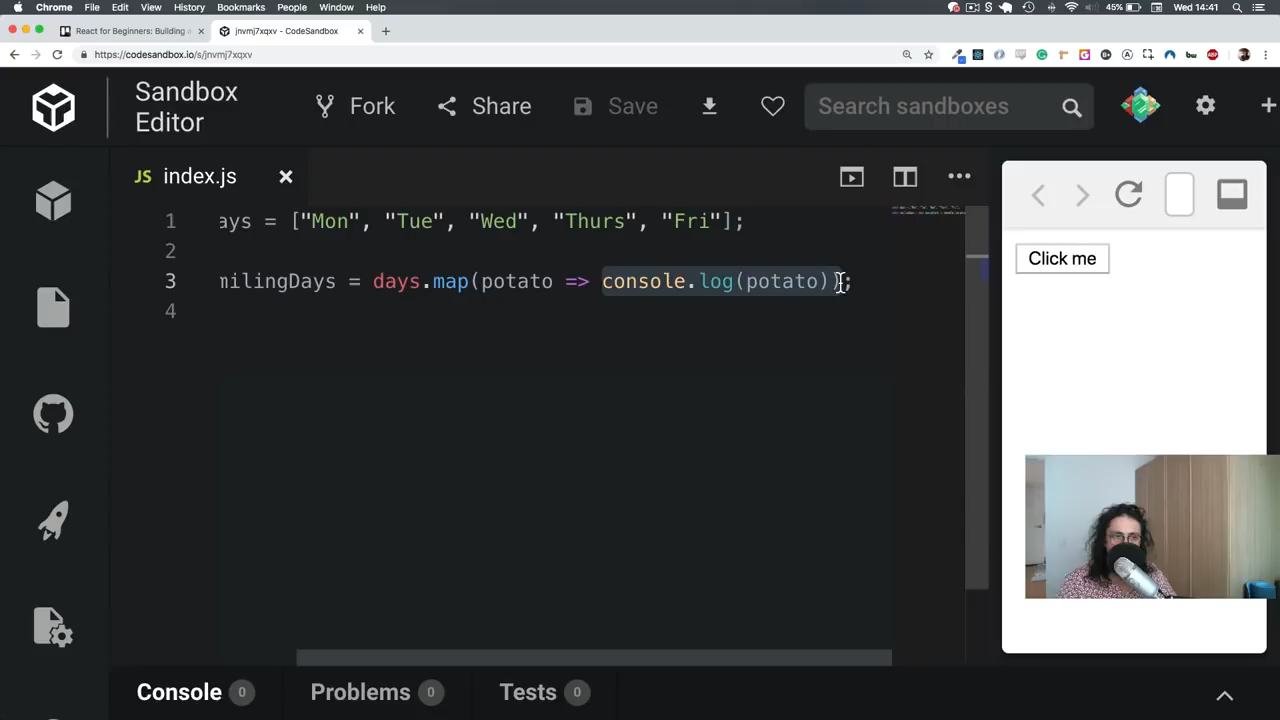 Chrome File Edit View History Bookmarks People Window Help 45% Wed 14:41
React for Beginners: Building jnvmj7xqxv - CodeSandbox
https://codesandbox.io/s/jnvmj7xqxv
Sandbox Editor Fork Share Save Search sandboxes
JS index.js
1 ays = ["Mon", "Tue", "Wed", "Thurs", "Fri"];
2
3 milingDays = days.map(potato => console.log(potato));
4
Click me
Console 0 Problems 0 Tests 0